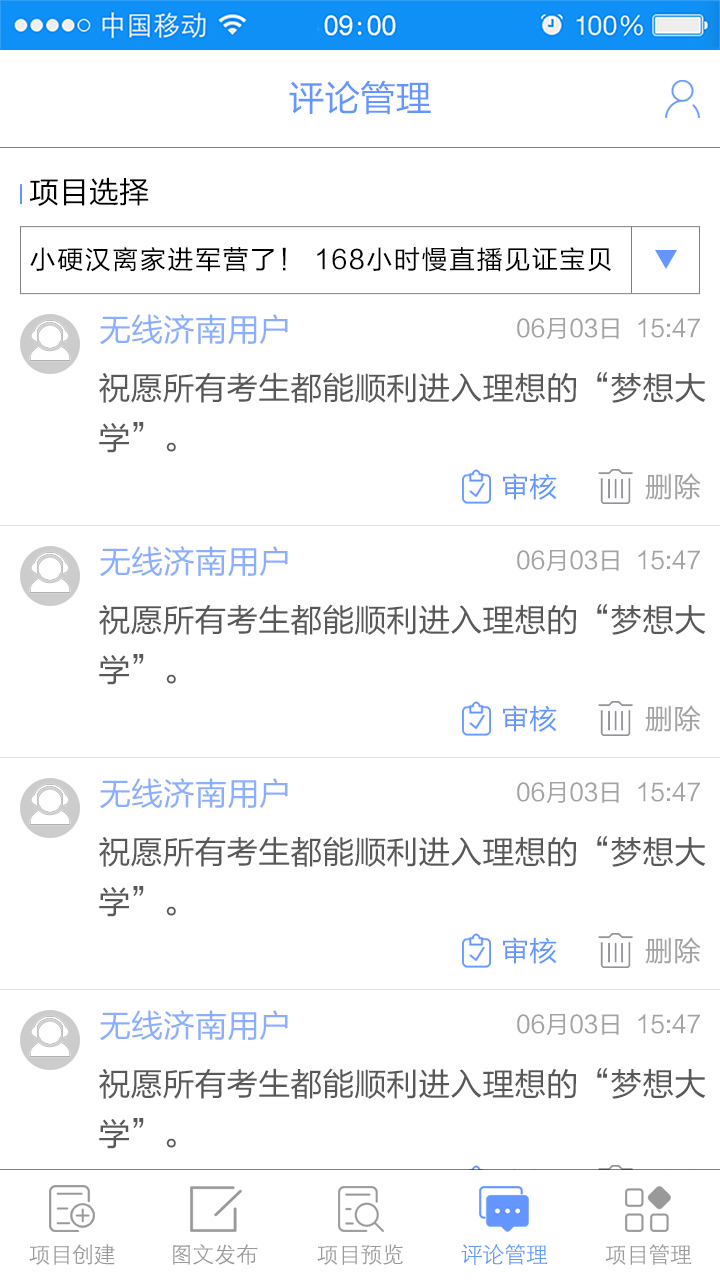 中国移动 09:00 100%
评论管理
项目选择
小硬汉离家进军营了！ 168小时慢直播见证宝贝
无线济南用户 06月03日 15:47
祝愿所有考生都能顺利进入理想的“梦想大
学”。
审核 删除
无线济南用户 06月03日 15:47
祝愿所有考生都能顺利进入理想的“梦想大
学”。
审核 删除
无线济南用户 06月03日 15:47
祝愿所有考生都能顺利进入理想的“梦想大
学”。
审核 删除
无线济南用户 06月03日 15:47
祝愿所有考生都能顺利进入理想的“梦想大
学”。
项目创建 图文发布 项目预览 评论管理 项目管理